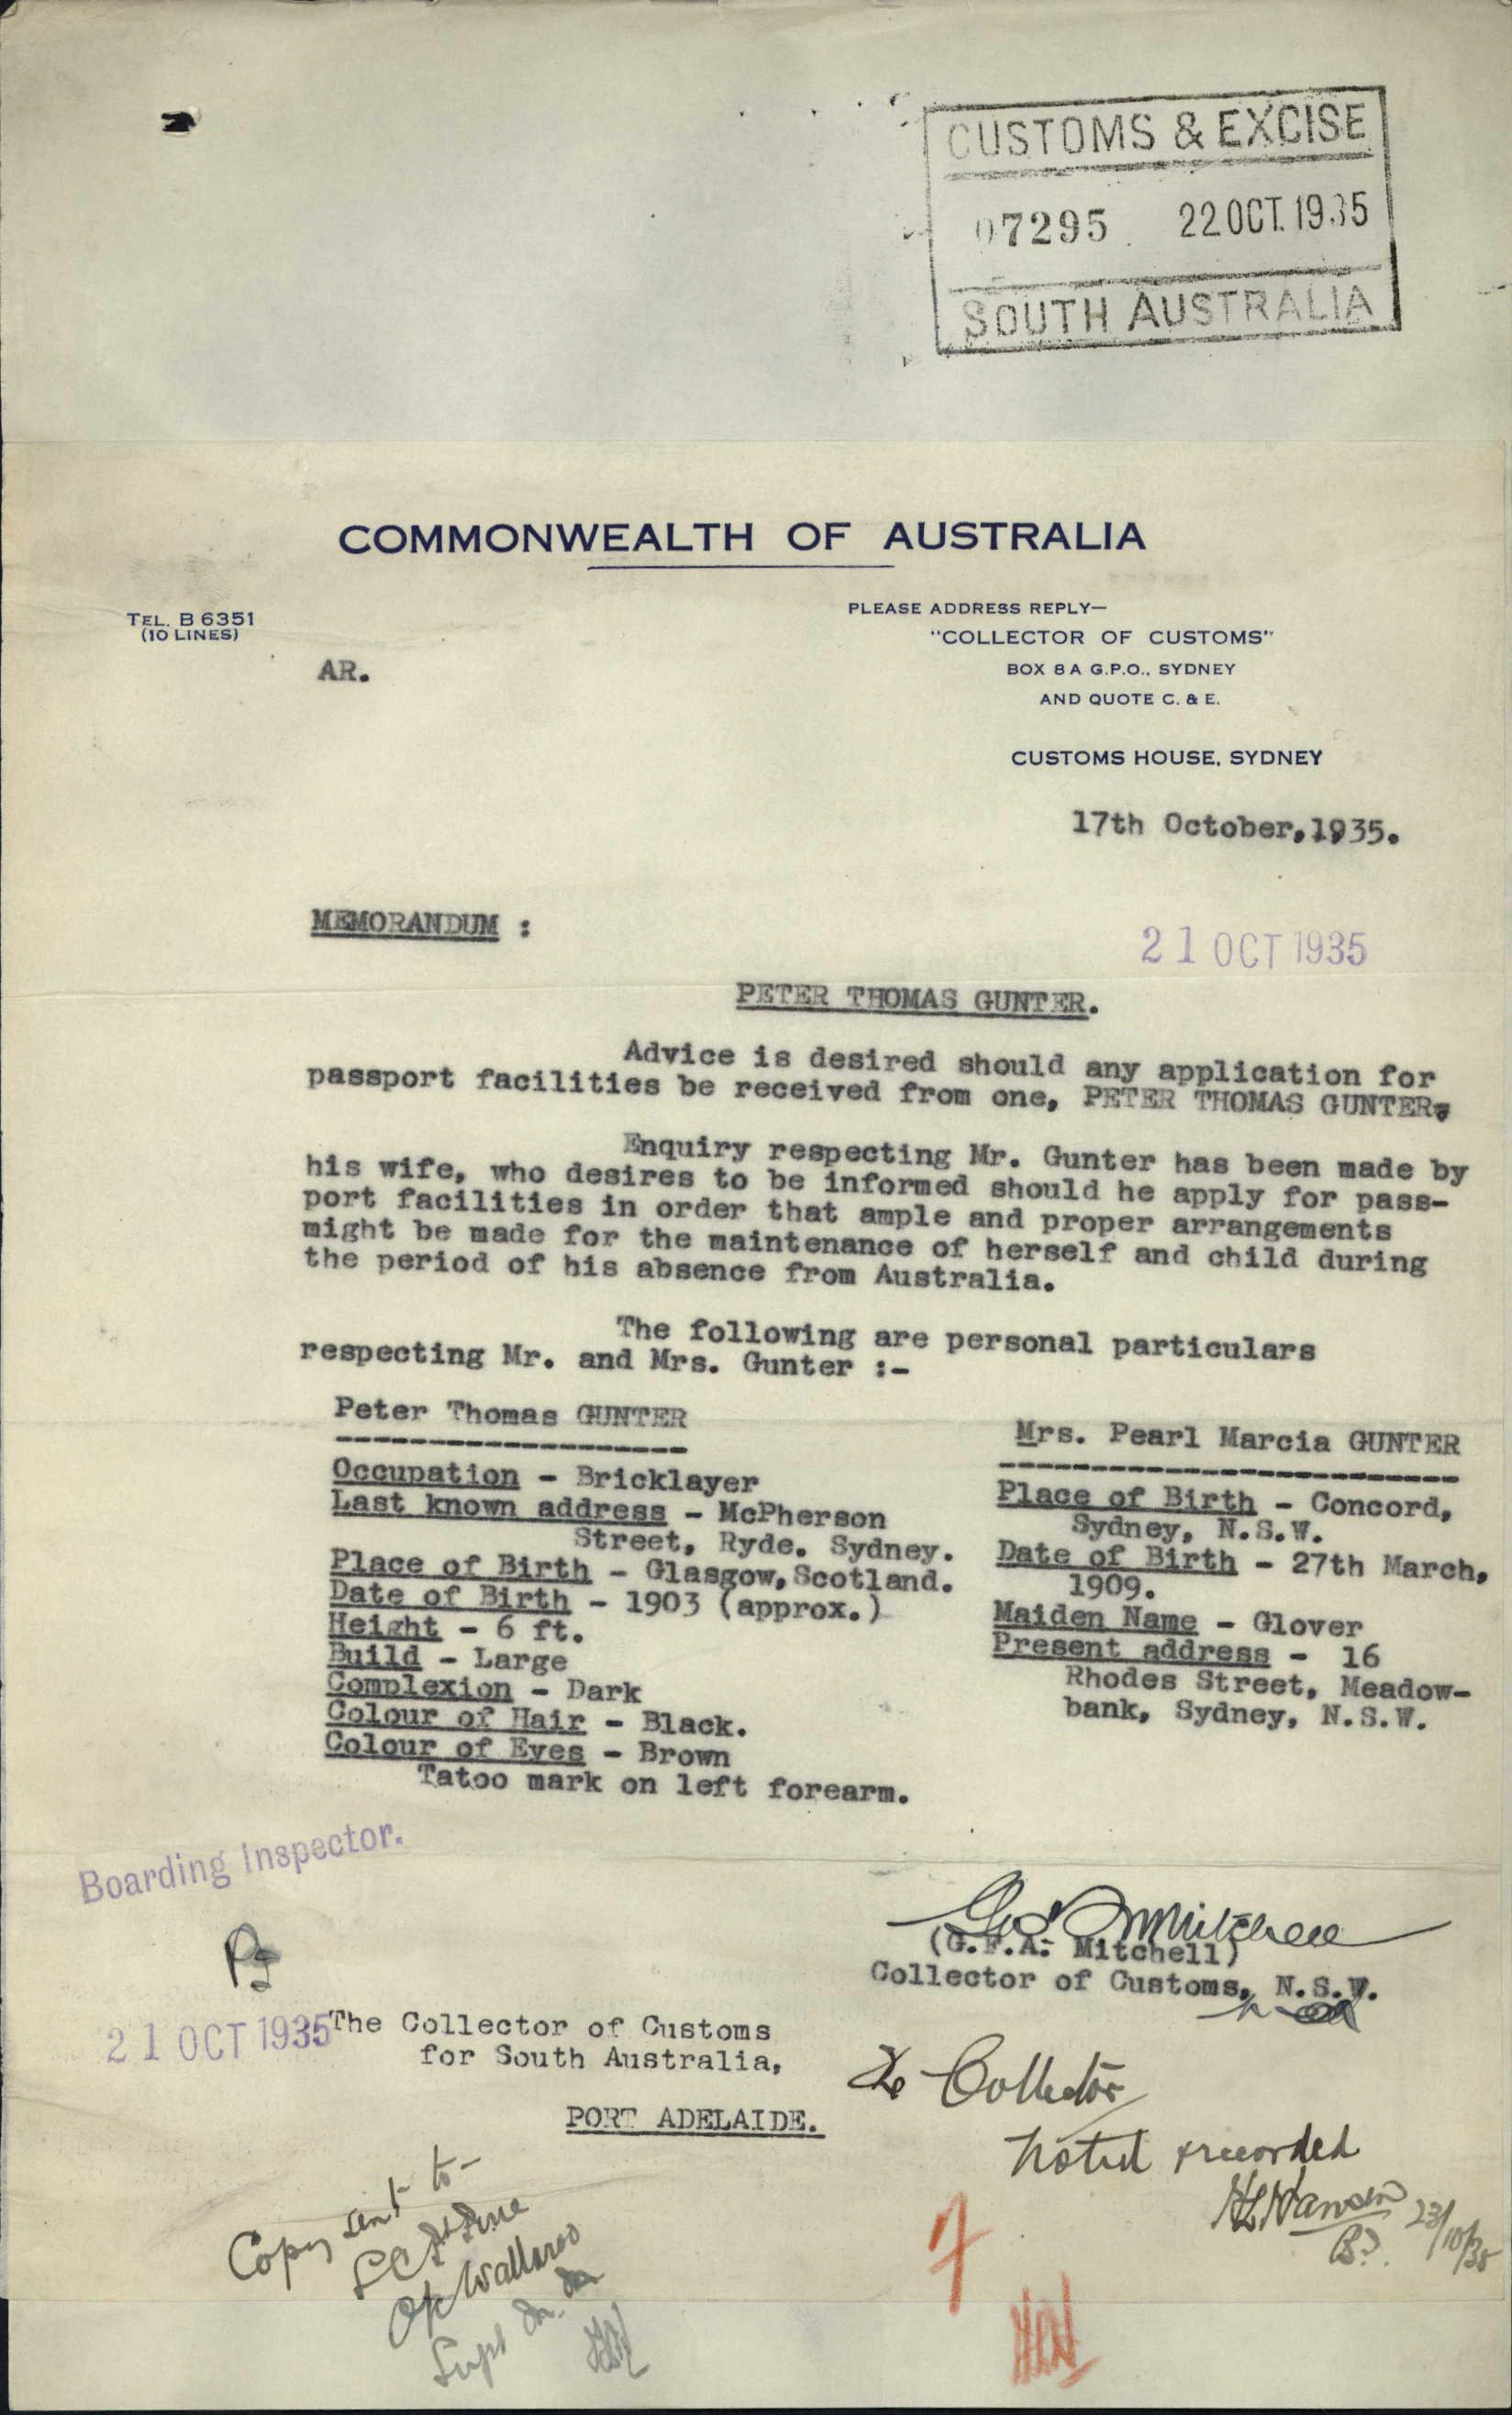 CUSTOMS & EXCISE
07295 22 OCT. 1935
SOUTH AUSTRALIA
COMMONWEALTH OF AUSTRALIA
TEL. B 6351
(10 LINES)
PLEASE ADDRESS REPLY—
"COLLECTOR OF CUSTOMS"
BOX 8A G.P.O., SYDNEY
AND QUOTE C. & E.
AR.
CUSTOMS HOUSE, SYDNEY
17th October, 1935.
MEMORANDUM :
21 OCT 1935
PETER THOMAS GUNTER.
Advice is desired should any application for
passport facilities be received from one, PETER THOMAS GUNTER.
Enquiry respecting Mr. Gunter has been made by
his wife, who desires to be informed should he apply for pass-
port facilities in order that ample and proper arrangements
might be made for the maintenance of herself and child during
the period of his absence from Australia.
The following are personal particulars
respecting Mr. and Mrs. Gunter :-
Peter Thomas GUNTER
Occupation - Bricklayer
Last known address - McPherson
Street, Ryde. Sydney.
Place of Birth - Glasgow, Scotland.
Date of Birth - 1903 (approx.)
Height - 6 ft.
Build - Large
Complexion - Dark
Colour of Hair - Black.
Colour of Eyes - Brown
Tatoo mark on left forearm.
Mrs. Pearl Marcia GUNTER
Place of Birth - Concord,
Sydney, N.S.W.
Date of Birth - 27th March,
1909.
Maiden Name - Glover
Present address - 16
Rhodes Street, Meadow-
bank, Sydney, N.S.W.
Boarding Inspector.
21 OCT 1935
(G.F.A. Mitchell)
Collector of Customs, N.S.W.
The Collector of Customs
for South Australia,
PORT ADELAIDE.
The Collector
Noted & recorded
HLHansen
B.I. 23/10/35
Copy sent to-
Wallaroo
7